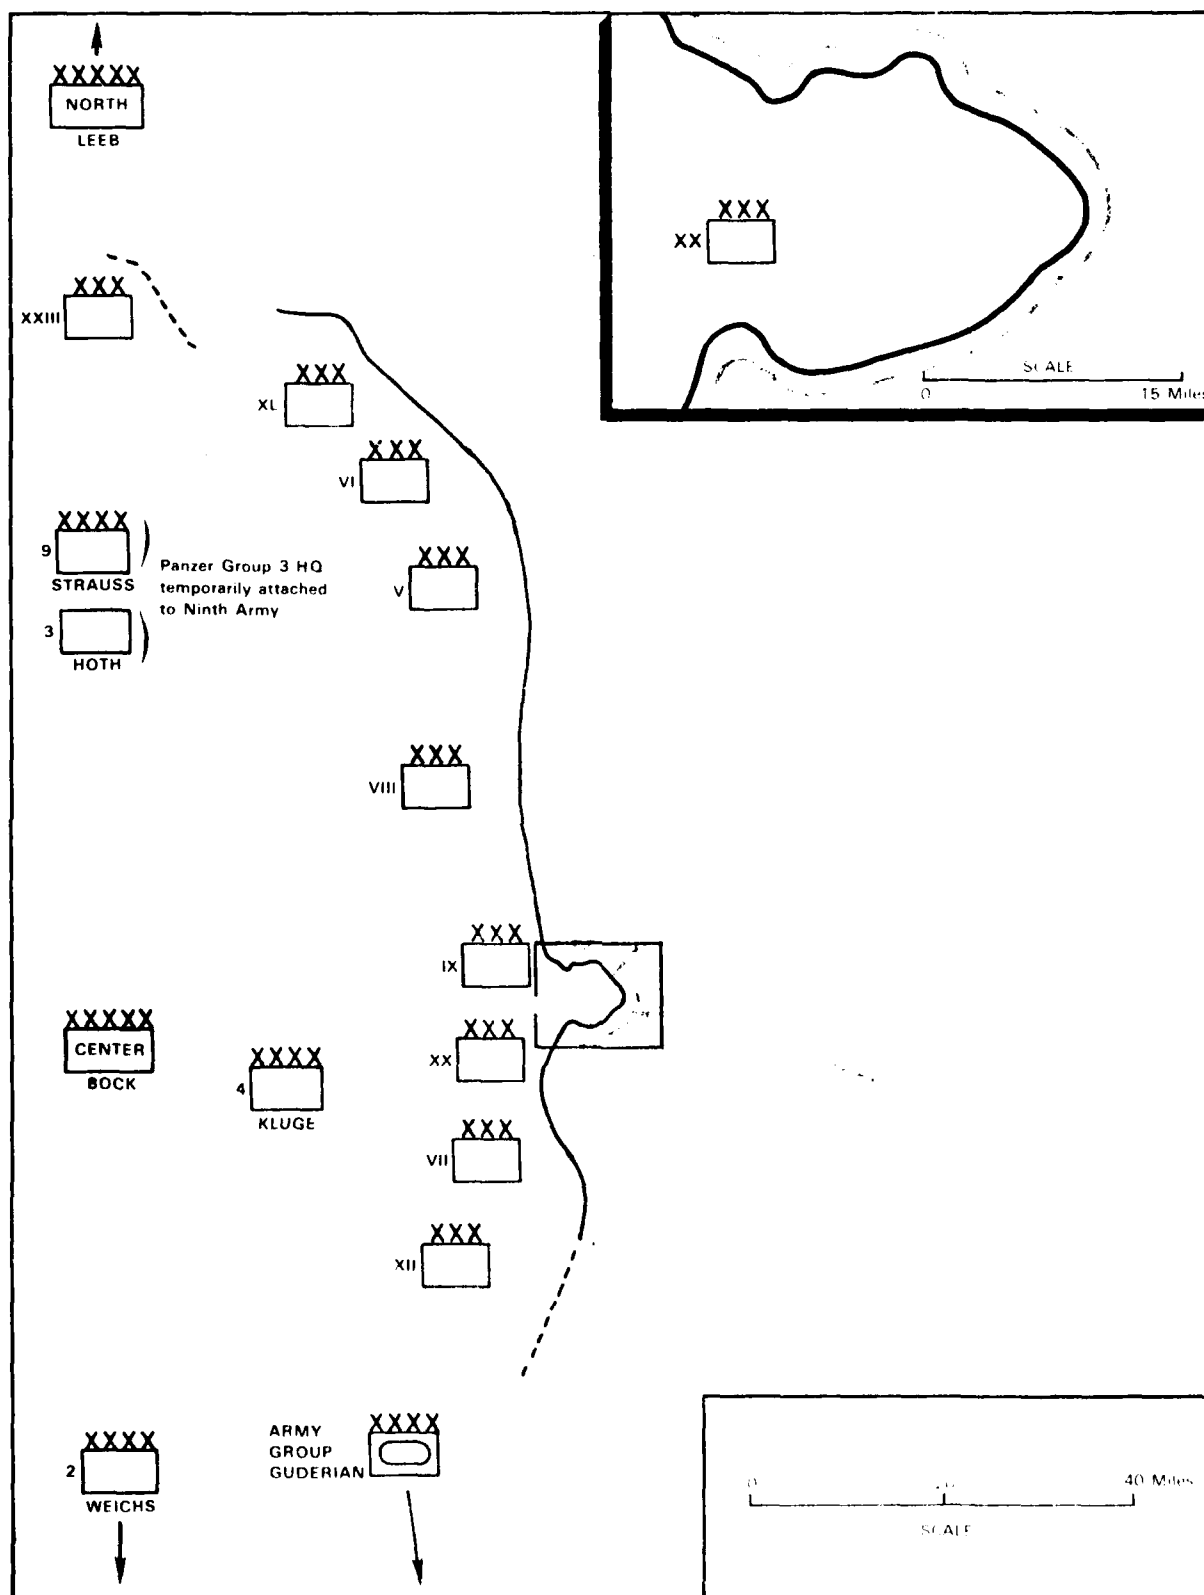 XXXXX
NORTH
LEEB
XXX
XXIII
XXX
XX
SCALE
0 15 Miles
XXX
XL
XXX
VI
XXXX
9
STRAUSS
3
HOTH
Panzer Group 3 HQ
temporarily attached
to Ninth Army
XXX
V
XXX
VIII
XXX
IX
XXXXX
CENTER
BOCK
XXXX
4
KLUGE
XXX
XX
XXX
VII
XXX
XII
XXXX
2
WEICHS
XXXX
ARMY
GROUP
GUDERIAN
0 20 40 Miles
SCALE